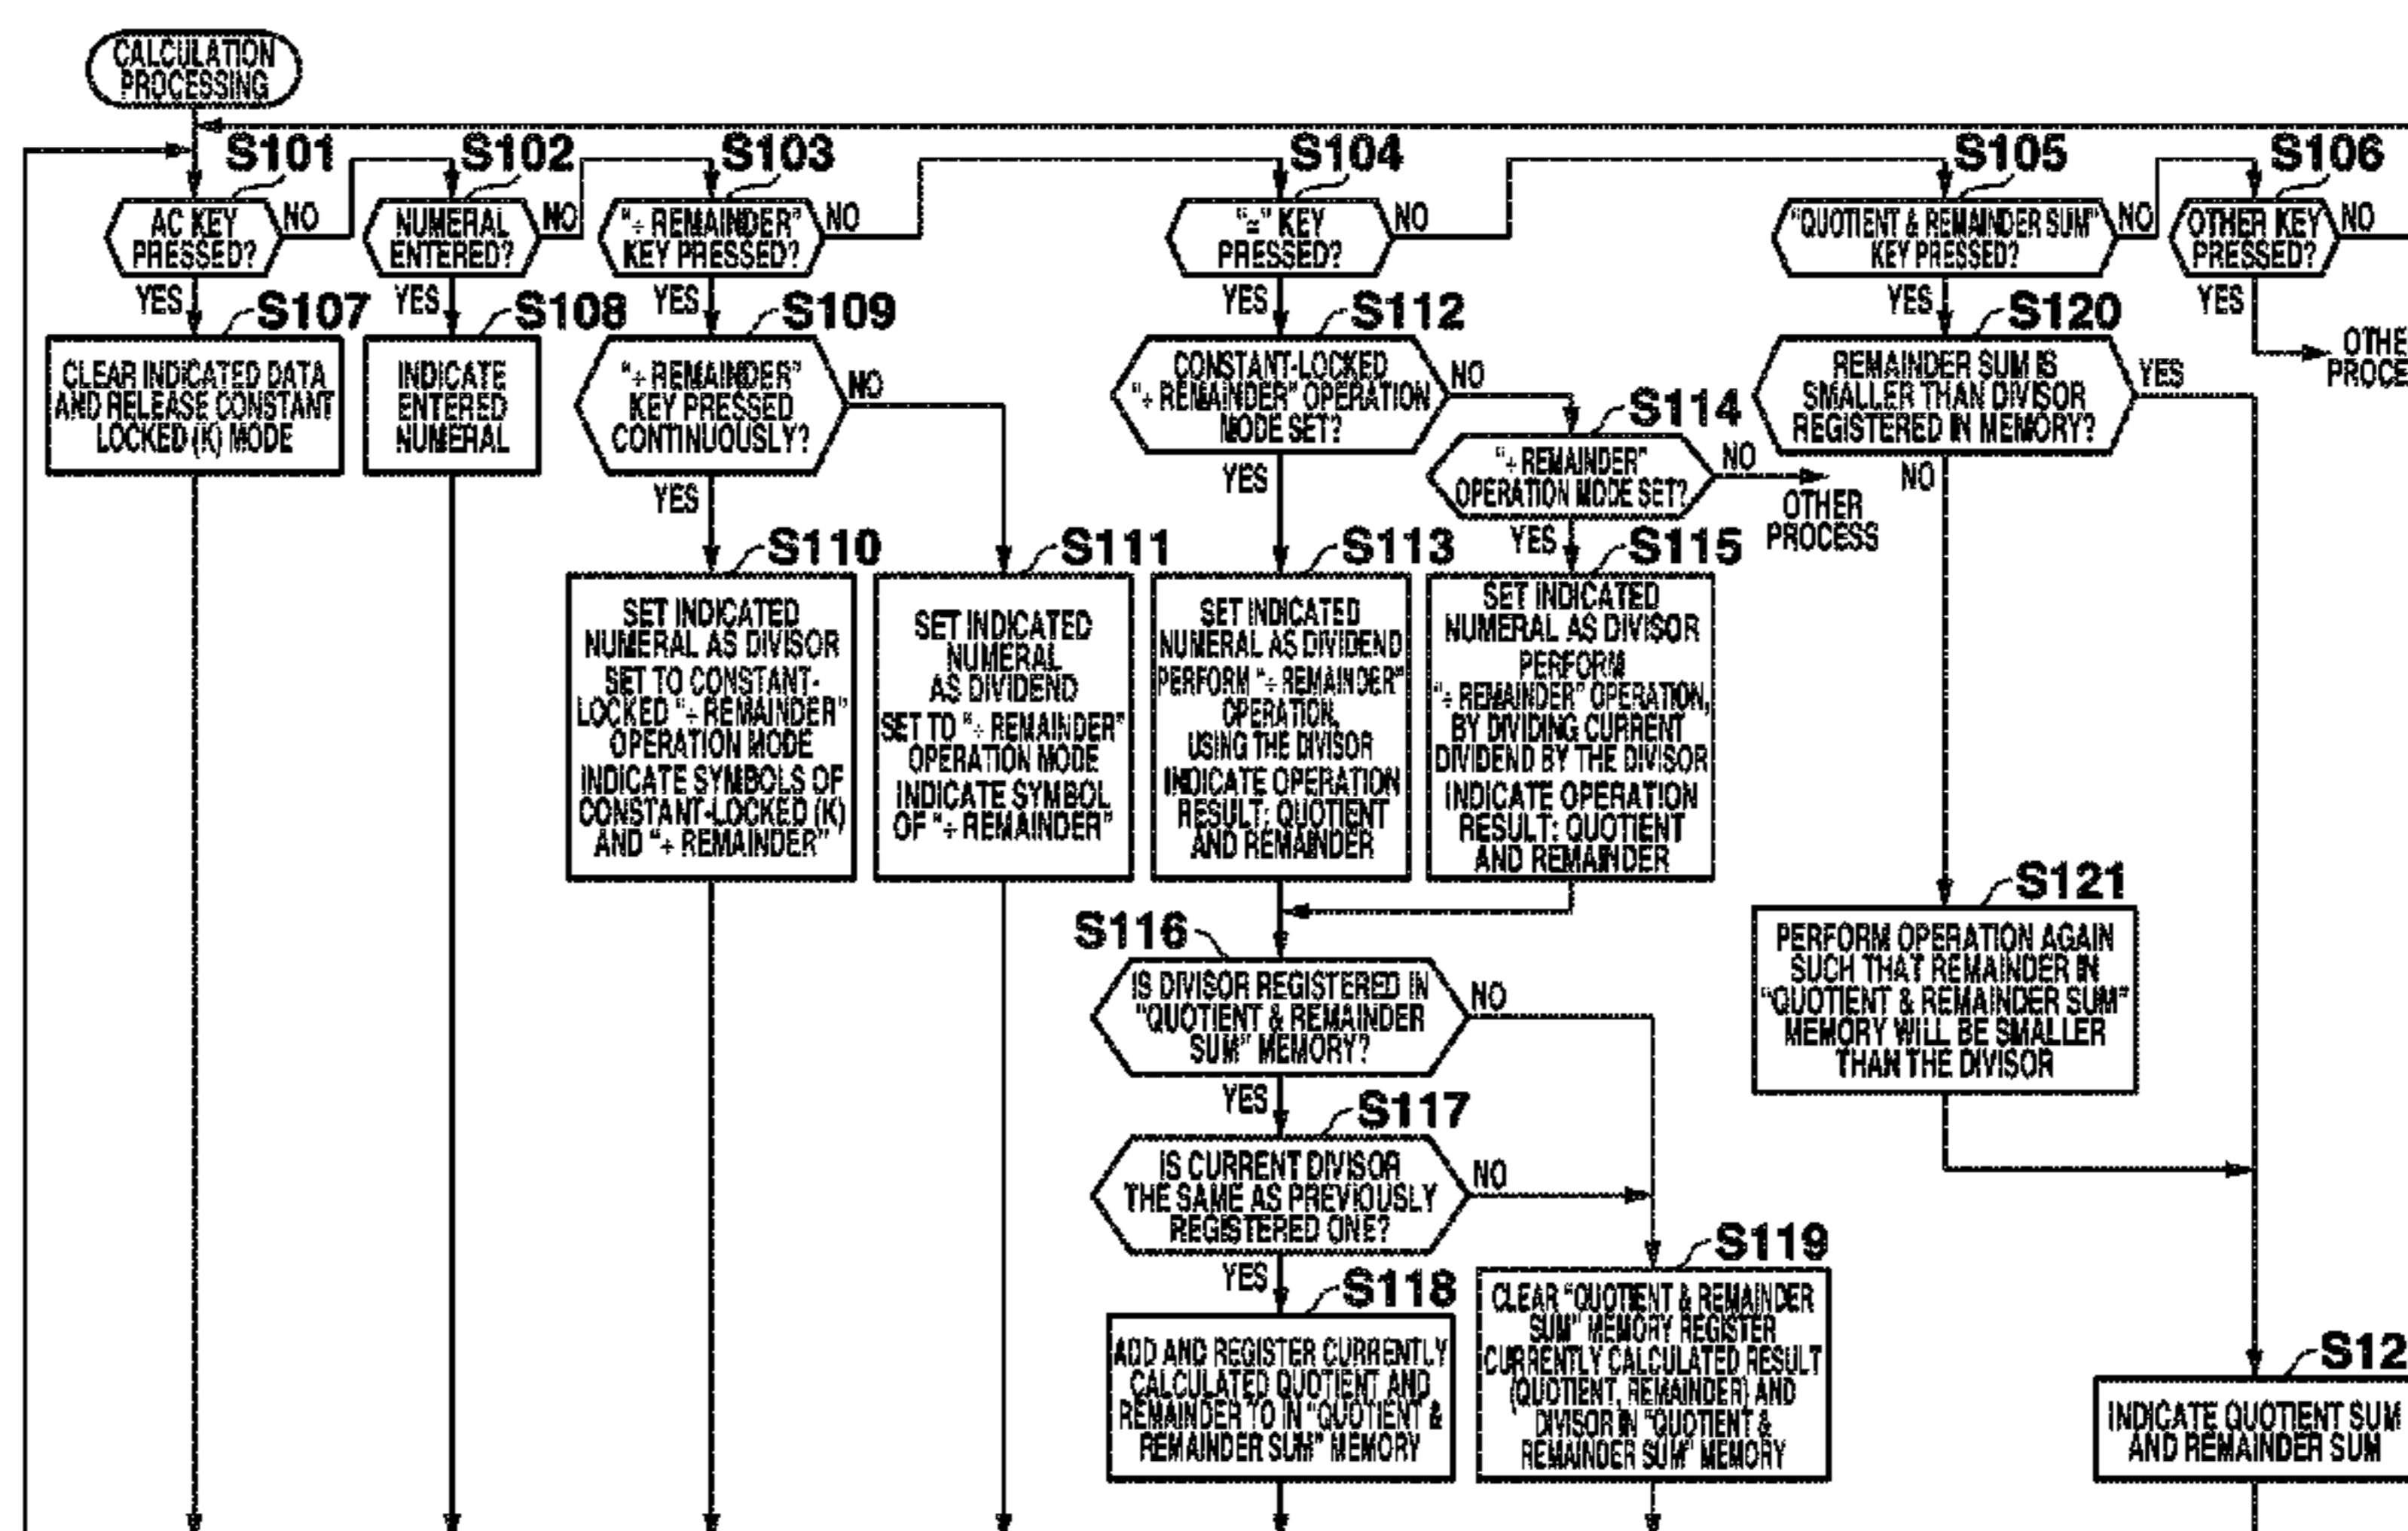 CALCULATION
PROCESSING
S101
S102
S103
S104
S105
S106
AC KEY
PRESSED?
NO
NUMERAL
ENTERED?
NO
"÷ REMAINDER"
KEY PRESSED?
NO
"=" KEY
PRESSED?
NO
"QUOTIENT & REMAINDER SUM"
KEY PRESSED?
NO
OTHER KEY
PRESSED?
NO
YES
YES
YES
YES
YES
YES
S107
CLEAR INDICATED DATA
AND RELEASE CONSTANT
LOCKED (K) MODE
S108
INDICATE
ENTERED
NUMERAL
S109
"÷ REMAINDER"
KEY PRESSED
CONTINUOUSLY?
NO
YES
S112
CONSTANT-LOCKED
"÷ REMAINDER" OPERATION
MODE SET?
NO
YES
S114
"÷ REMAINDER"
OPERATION MODE SET?
NO
OTHER
PROCESS
YES
S120
REMAINDER SUM IS
SMALLER THAN DIVISOR
REGISTERED IN MEMORY?
YES
NO
OTHE
PROCE
S110
SET INDICATED
NUMERAL AS DIVISOR
SET TO CONSTANT-
LOCKED "÷ REMAINDER"
OPERATION MODE
INDICATE SYMBOLS OF
CONSTANT-LOCKED (K)
AND "÷ REMAINDER"
S111
SET INDICATED
NUMERAL
AS DIVIDEND
SET TO "÷ REMAINDER"
OPERATION MODE
INDICATE SYMBOL
OF "÷ REMAINDER"
S113
SET INDICATED
NUMERAL AS DIVIDEND
PERFORM "÷ REMAINDER"
OPERATION,
USING THE DIVISOR
INDICATE OPERATION
RESULT: QUOTIENT
AND REMAINDER
S115
SET INDICATED
NUMERAL AS DIVISOR
PERFORM
"÷ REMAINDER" OPERATION,
BY DIVIDING CURRENT
DIVIDEND BY THE DIVISOR
INDICATE OPERATION
RESULT: QUOTIENT
AND REMAINDER
S121
PERFORM OPERATION AGAIN
SUCH THAT REMAINDER IN
"QUOTIENT & REMAINDER SUM"
MEMORY WILL BE SMALLER
THAN THE DIVISOR
S116
IS DIVISOR REGISTERED IN
"QUOTIENT & REMAINDER
SUM" MEMORY?
NO
YES
S117
IS CURRENT DIVISOR
THE SAME AS PREVIOUSLY
REGISTERED ONE?
NO
YES
S118
ADD AND REGISTER CURRENTLY
CALCULATED QUOTIENT AND
REMAINDER TO IN "QUOTIENT &
REMAINDER SUM" MEMORY
S119
CLEAR "QUOTIENT & REMAINDER
SUM" MEMORY REGISTER
CURRENTLY CALCULATED RESULT
(QUOTIENT, REMAINDER) AND
DIVISOR IN "QUOTIENT &
REMAINDER SUM" MEMORY
S12
INDICATE QUOTIENT SUM
AND REMAINDER SUM